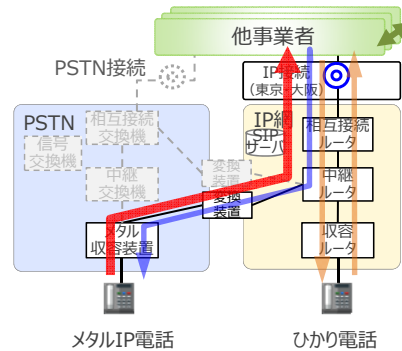 他事業者
PSTN接続
IP接続
(東京・大阪)
PSTN
相互接続
交換機
信号
交換機
中継
交換機
メタル
収容装置
変換
装置
変換
装置
IP網
SIP
サーバ
相互接続
ルータ
中継
ルータ
収容
ルータ
メタルIP電話
ひかり電話